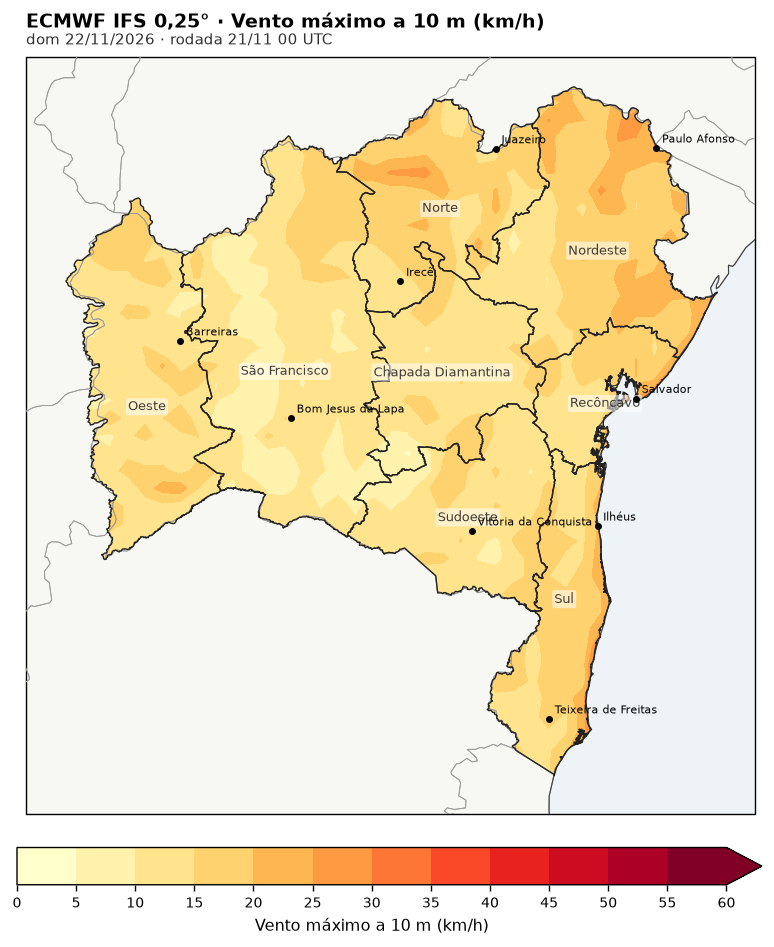 ECMWF IFS 0,25° · Vento máximo a 10 m (km/h)
dom 22/11/2026 · rodada 21/11 00 UTC
Juazeiro
Paulo Afonso
Norte
Nordeste
Irecê
Barreiras
São Francisco
Chapada Diamantina
Salvador
Recôncavo
Oeste
Bom Jesus da Lapa
Sudoeste
Vitória da Conquista
Ilhéus
Sul
Teixeira de Freitas
0 5 10 15 20 25 30 35 40 45 50 55 60
Vento máximo a 10 m (km/h)